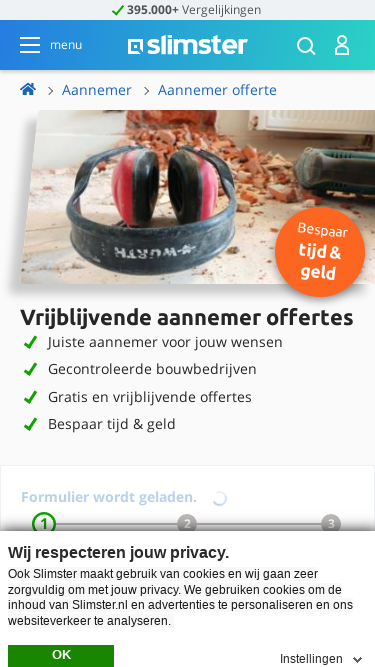 395.000+ Vergelijkingen
menu
slimster
Aannemer
Aannemer offerte
WÜRTH
Bespaar
tijd &
geld
Vrijblijvende aannemer offertes
Juiste aannemer voor jouw wensen
Gecontroleerde bouwbedrijven
Gratis en vrijblijvende offertes
Bespaar tijd & geld
Formulier wordt geladen.
1 2 3
Wij respecteren jouw privacy.
Ook Slimster maakt gebruik van cookies en wij gaan zeer
zorgvuldig om met jouw privacy. We gebruiken cookies om de
inhoud van Slimster.nl en advertenties te personaliseren en ons
websiteverkeer te analyseren.
OK
Instellingen